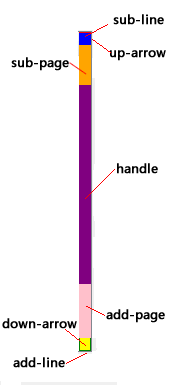 sub-line
up-arrow
sub-page
handle
add-page
down-arrow
add-line